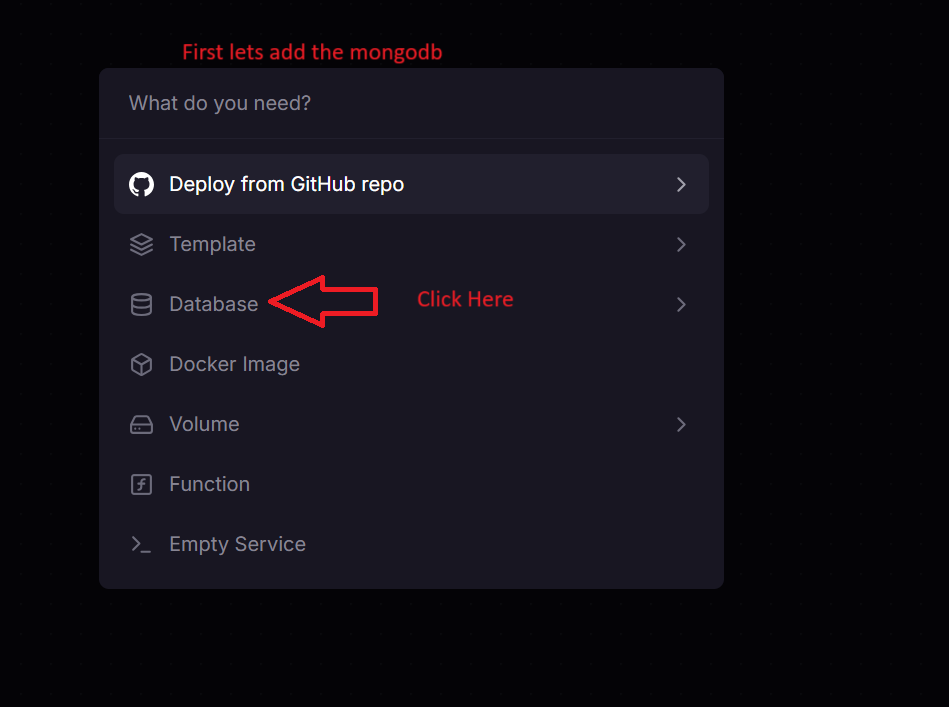 First lets add the mongodb
What do you need?
Deploy from GitHub repo
Template
Database
Click Here
Docker Image
Volume
Function
Empty Service